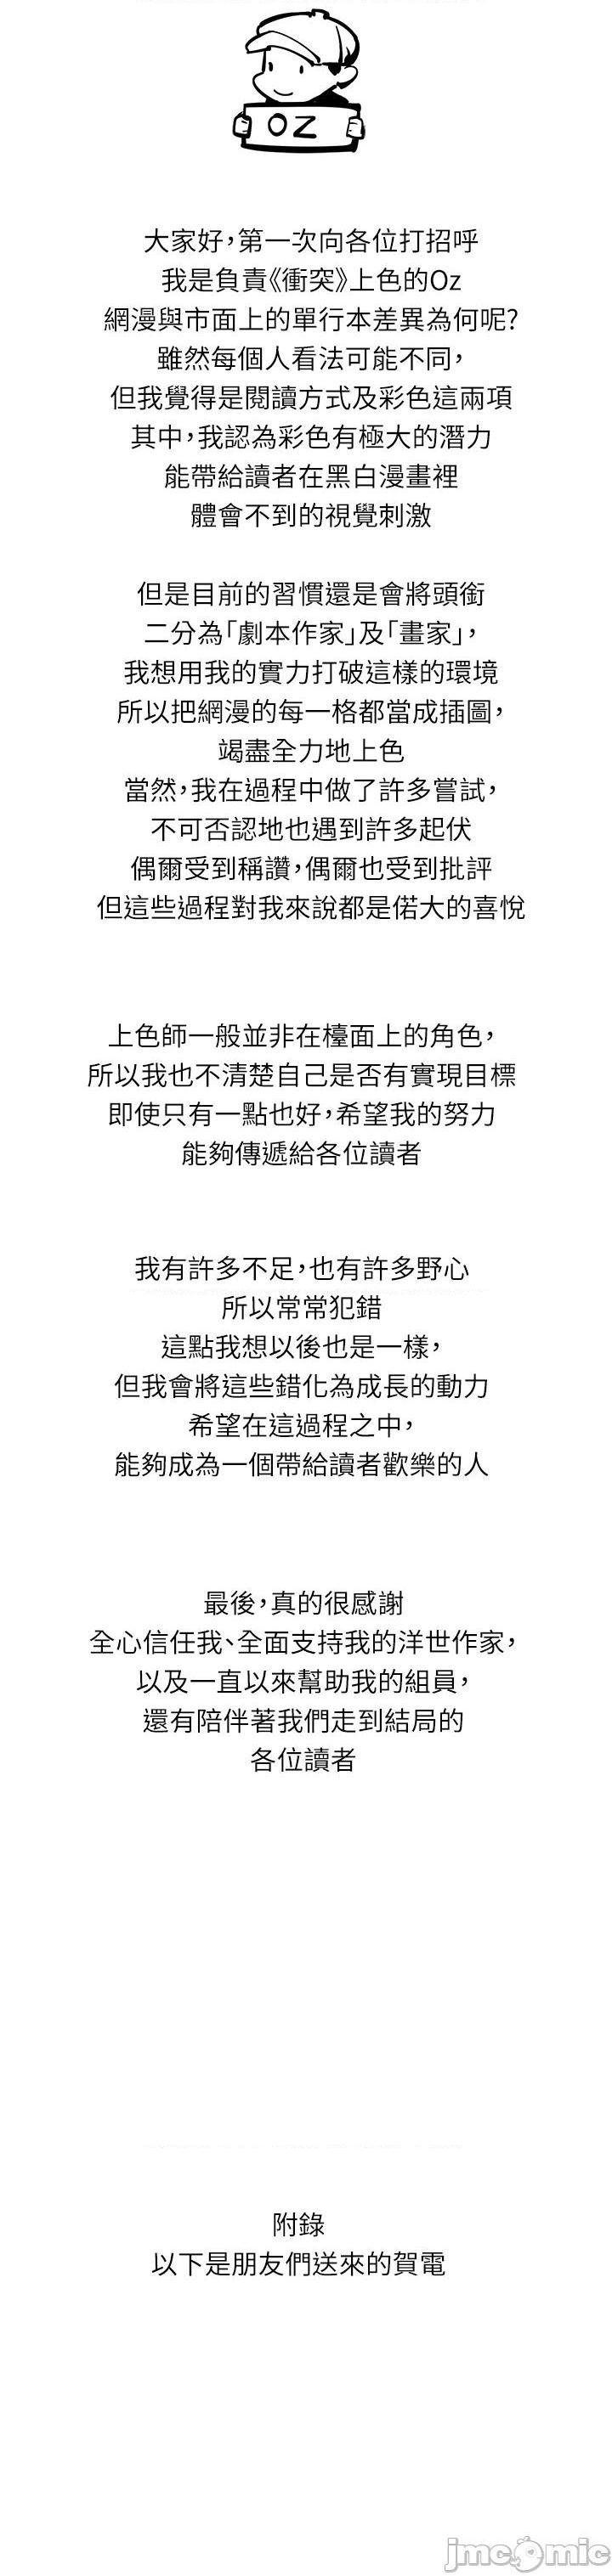 OZ
大家好，第一次向各位打招呼
我是負責《衝突》上色的Oz
網漫與市面上的單行本差異為何呢？
雖然每個人看法可能不同，
但我覺得是閱讀方式及彩色這兩項
其中，我認為彩色有極大的潛力
能帶給讀者在黑白漫畫裡
體會不到的視覺刺激
但是目前的習慣還是會將頭銜
二分為「劇本作家」及「畫家」，
我想用我的實力打破這樣的環境
所以把網漫的每一格都當成插圖，
竭盡全力地上色
當然，我在過程中做了許多嘗試，
不可否認地也遇到許多起伏
偶爾受到稱讚，偶爾也受到批評
但這些過程對我來說都是偌大的喜悅
上色師一般並非在檯面上的角色，
所以我也不清楚自己是否有實現目標
即使只有一點也好，希望我的努力
能夠傳遞給各位讀者
我有許多不足，也有許多野心
所以常常犯錯
這點我想以後也是一樣，
但我會將這些錯化為成長的動力
希望在這過程之中，
能夠成為一個帶給讀者歡樂的人
最後，真的很感謝
全心信任我、全面支持我的洋世作家，
以及一直以來幫助我的組員，
還有陪伴著我們走到結局的
各位讀者
附錄
以下是朋友們送來的賀電
jmcomic